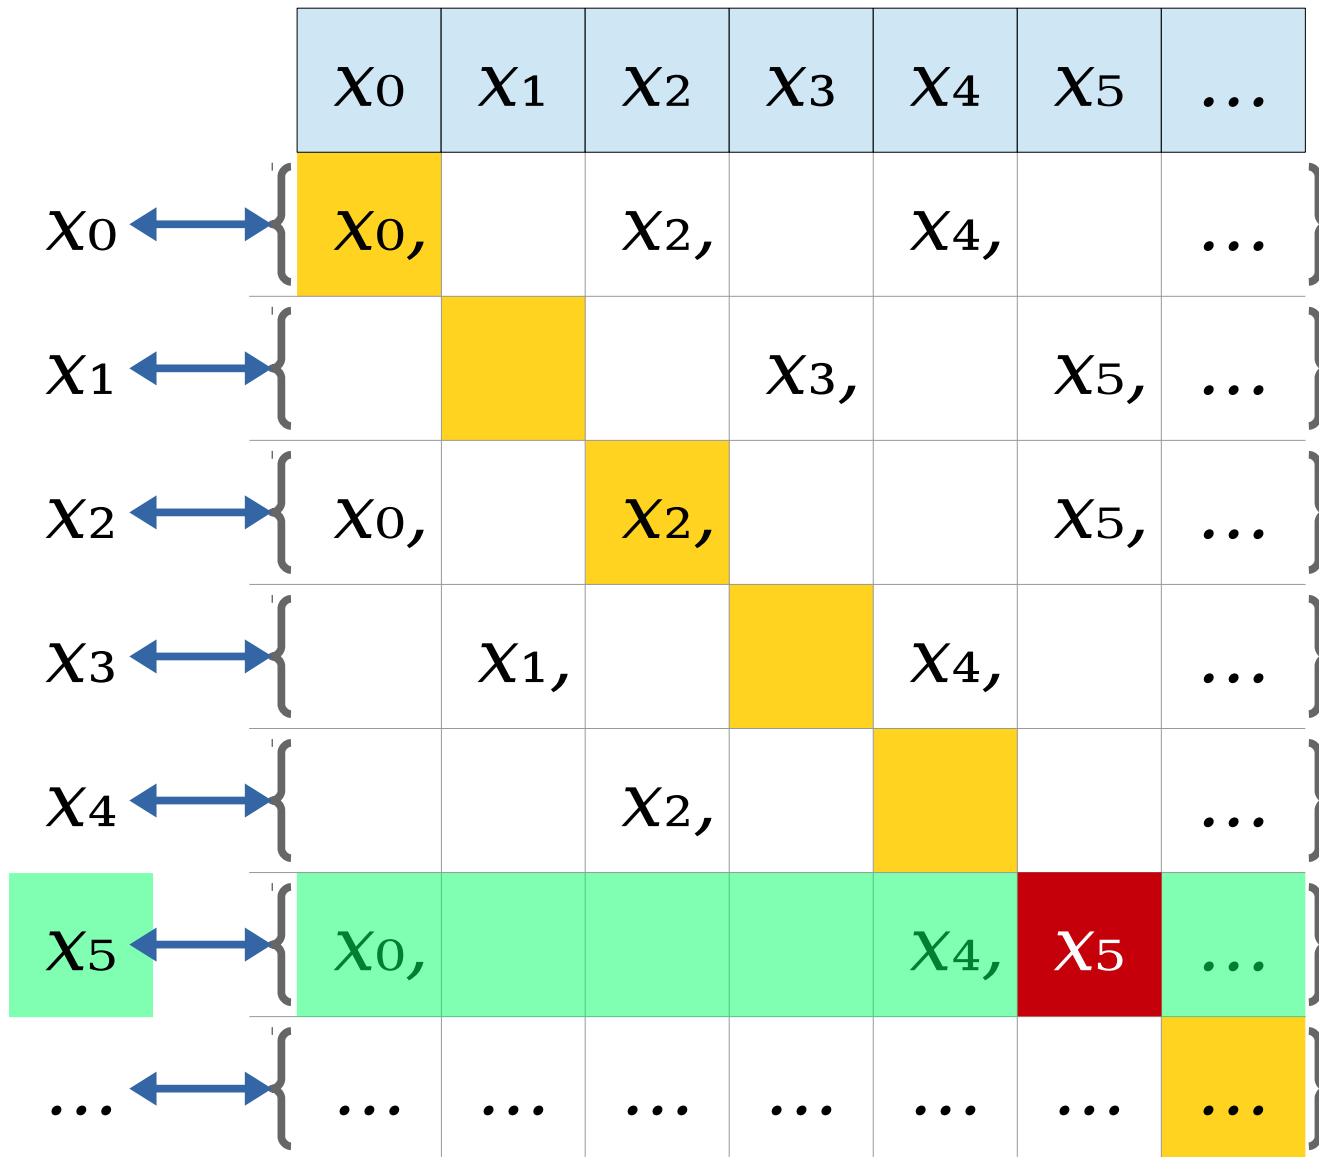 x₀ x₁ x₂ x₃ x₄ x₅ ...
x₀ { x₀, x₂, x₄, ... }
x₁ { x₃, x₅, ... }
x₂ { x₀, x₂, x₅, ... }
x₃ { x₁, x₄, ... }
x₄ { x₂, ... }
x₅ { x₀, x₄, x₅ ... }
... { ... ... ... ... ... ... ... }